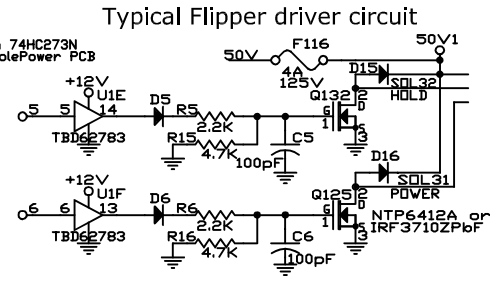 Typical Flipper driver circuit
74HC273N
olePower PCB
50V
F116
4A
125V
50V1
+12V
U1E
5
5
14
TBD62783
D5
R5
2.2K
R15
4.7K
C5
100pF
Q132
G
1
2
D
S
3
D15
SOL32
HOLD
+12V
U1F
6
6
13
TBD62783
D6
R6
2.2K
R16
4.7K
C6
100pF
Q125
G
1
2
D
S
3
D16
SOL31
POWER
NTP6412A or
IRF3710ZPbF